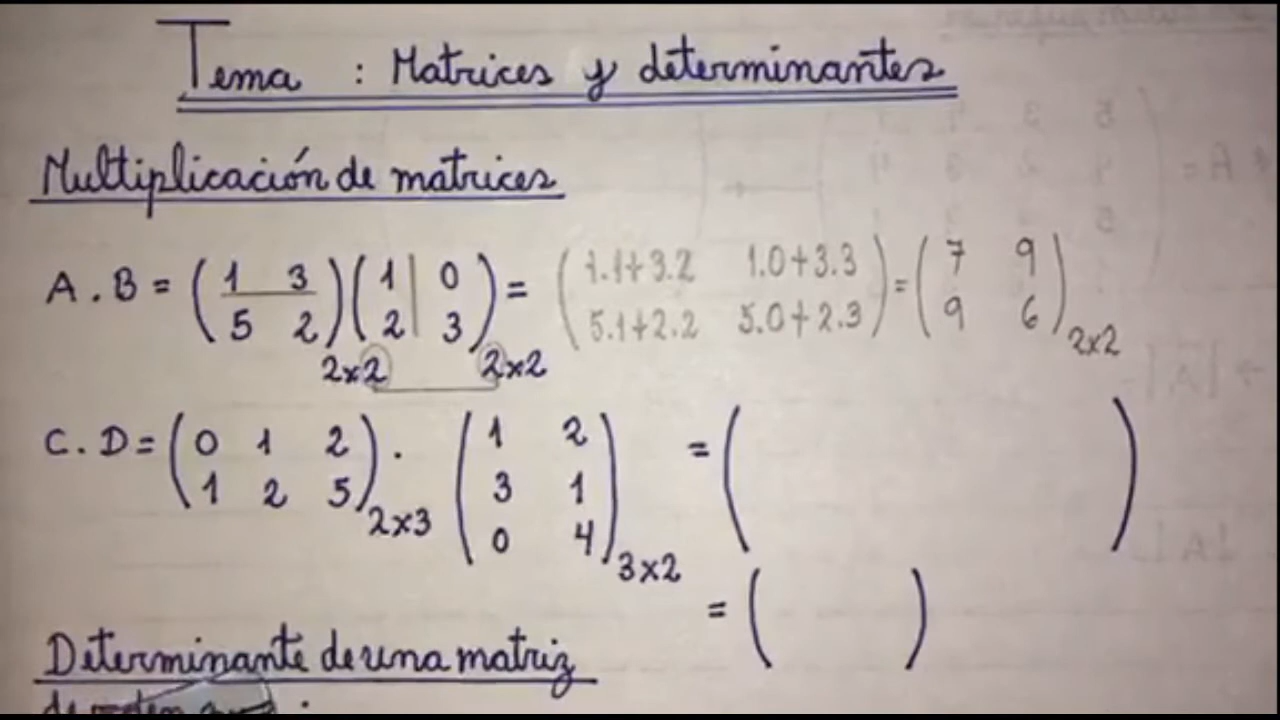 Tema : Matrices y determinantes
Multiplicación de matrices
A . B = ( 1 3 ) ( 1 | 0 ) = ( 1.1+3.2 1.0+3.3 ) = ( 7 9 )
( 5 2 ) ( 2 | 3 ) ( 5.1+2.2 5.0+2.3 ) ( 9 6 )
2x2 2x2 2x2
C . D = ( 0 1 2 ) . ( 1 2 ) = ( )
( 1 2 5 ) ( 3 1 )
2x3 ( 0 4 )
3x2
= ( )
Determinante de una matriz
de orden